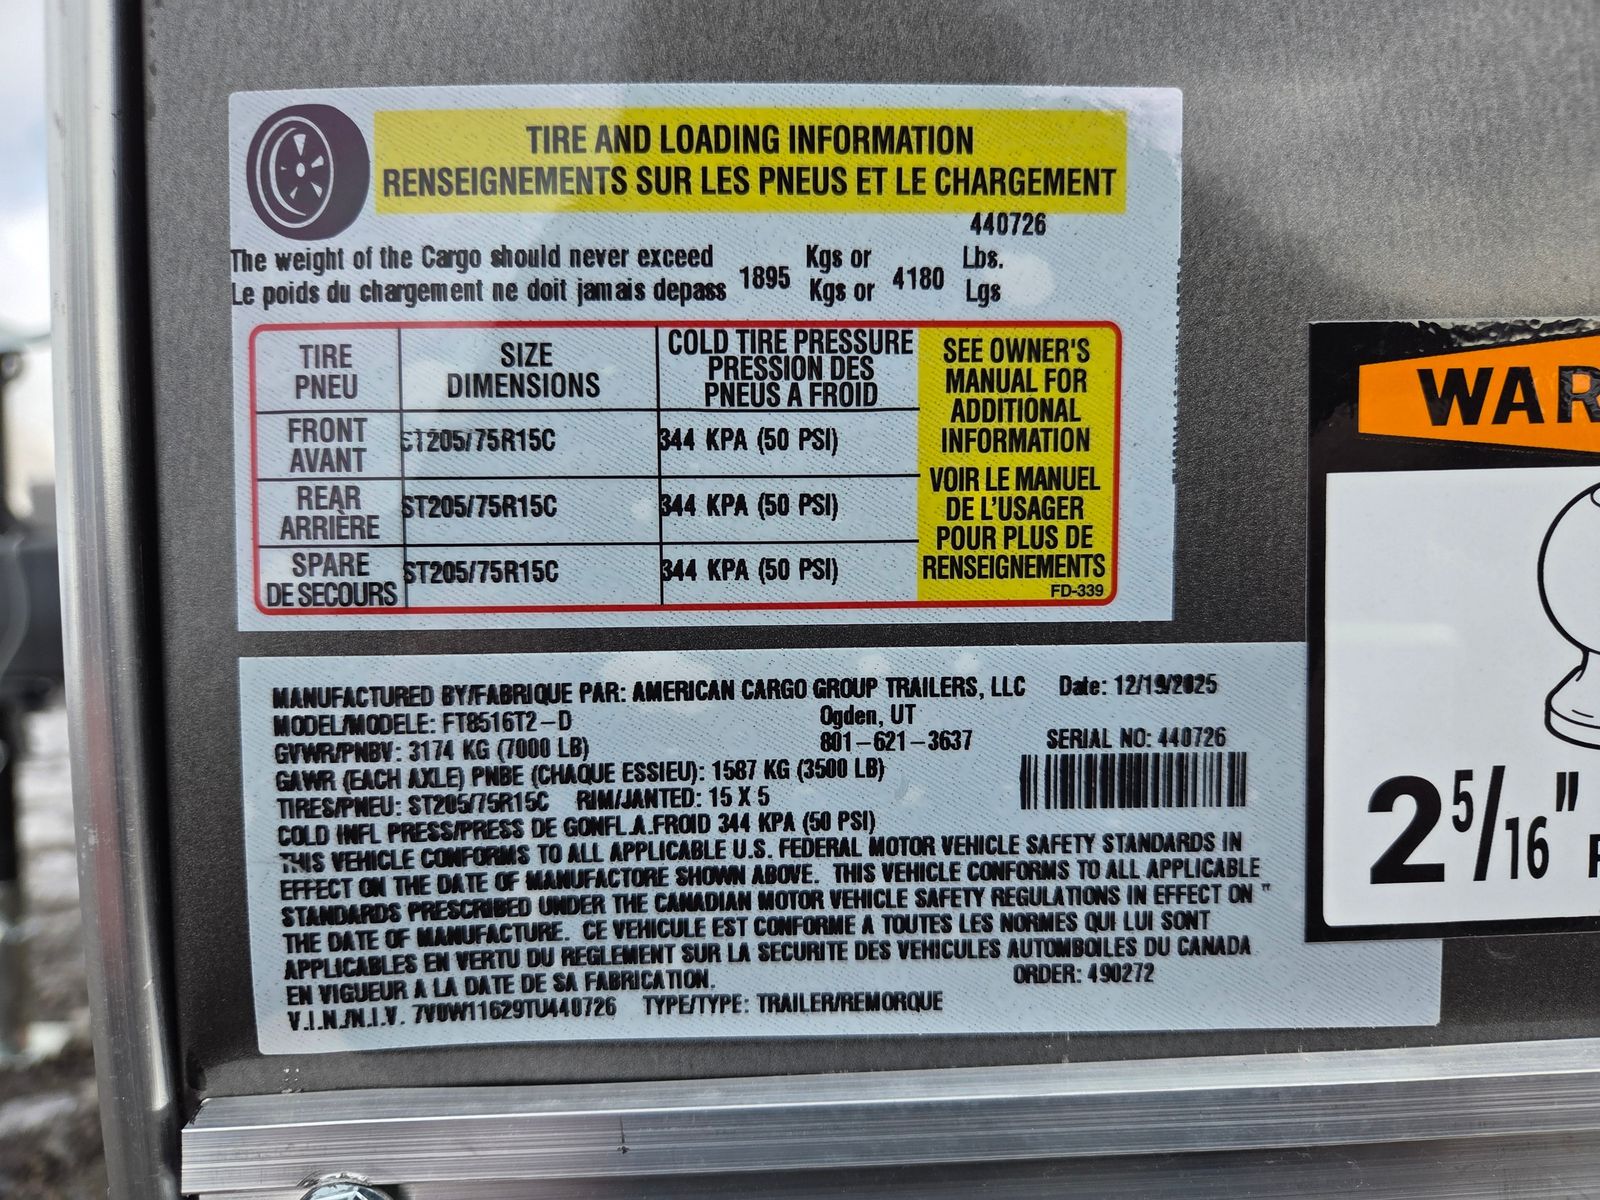 TIRE AND LOADING INFORMATION
RENSEIGNEMENTS SUR LES PNEUS ET LE CHARGEMENT
440726
The weight of the Cargo should never exceed 1895 Kgs or 4180 Lbs.
Le poids du chargement ne doit jamais depass Kgs or Lgs
TIRE PNEU
SIZE DIMENSIONS
COLD TIRE PRESSURE
PRESSION DES
PNEUS A FROID
FRONT AVANT
ST205/75R15C
344 KPA (50 PSI)
REAR ARRIÈRE
ST205/75R15C
344 KPA (50 PSI)
SPARE DE SECOURS
ST205/75R15C
344 KPA (50 PSI)
SEE OWNER'S
MANUAL FOR
ADDITIONAL
INFORMATION
VOIR LE MANUEL
DE L'USAGER
POUR PLUS DE
RENSEIGNEMENTS
FD-339
MANUFACTURED BY/FABRIQUE PAR: AMERICAN CARGO GROUP TRAILERS, LLC Date: 12/19/2025
MODEL/MODELE: FT8516T2-D Ogden, UT
GVWR/PNBV: 3174 KG (7000 LB) 801-621-3637 SERIAL NO: 440726
GAWR (EACH AXLE) PNBE (CHAQUE ESSIEU): 1587 KG (3500 LB)
TIRES/PNEU: ST205/75R15C RIM/JANTED: 15 X 5
COLD INFL PRESS/PRESS DE GONFL.A.FROID 344 KPA (50 PSI)
THIS VEHICLE CONFORMS TO ALL APPLICABLE U.S. FEDERAL MOTOR VEHICLE SAFETY STANDARDS IN
EFFECT ON THE DATE OF MANUFACTORE SHOWN ABOVE. THIS VEHICLE CONFORMS TO ALL APPLICABLE
STANDARDS PRESCRIBED UNDER THE CANADIAN MOTOR VEHICLE SAFETY REGULATIONS IN EFFECT ON "
THE DATE OF MANUFACTURE. CE VEHICULE EST CONFORME A TOUTES LES NORMES QUI LUI SONT
APPLICABLES EN VERTU DU REGLEMENT SUR LA SECURITE DES VEHICULES AUTOMBOILES DU CANADA
EN VIGUEUR A LA DATE DE SA FABRICATION. ORDER: 490272
V.I.N./N.I.V. 7V0W11629TU440726 TYPE/TYPE: TRAILER/REMORQUE
WAR
2 5/16"